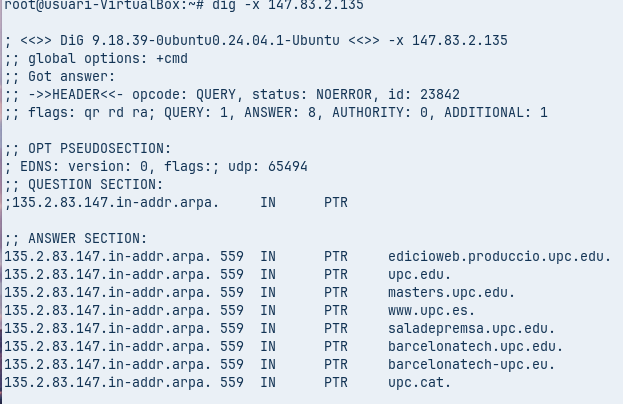 root@usuari-VirtualBox:~# dig -x 147.83.2.135

; <<>> DiG 9.18.39-0ubuntu0.24.04.1-Ubuntu <<>> -x 147.83.2.135
;; global options: +cmd
;; Got answer:
;; ->>HEADER<<- opcode: QUERY, status: NOERROR, id: 23842
;; flags: qr rd ra; QUERY: 1, ANSWER: 8, AUTHORITY: 0, ADDITIONAL: 1

;; OPT PSEUDOSECTION:
; EDNS: version: 0, flags:; udp: 65494
;; QUESTION SECTION:
;135.2.83.147.in-addr.arpa.     IN      PTR

;; ANSWER SECTION:
135.2.83.147.in-addr.arpa. 559  IN      PTR     edicioweb.produccio.upc.edu.
135.2.83.147.in-addr.arpa. 559  IN      PTR     upc.edu.
135.2.83.147.in-addr.arpa. 559  IN      PTR     masters.upc.edu.
135.2.83.147.in-addr.arpa. 559  IN      PTR     www.upc.es.
135.2.83.147.in-addr.arpa. 559  IN      PTR     saladepremsa.upc.edu.
135.2.83.147.in-addr.arpa. 559  IN      PTR     barcelonatech.upc.edu.
135.2.83.147.in-addr.arpa. 559  IN      PTR     barcelonatech-upc.eu.
135.2.83.147.in-addr.arpa. 559  IN      PTR     upc.cat.